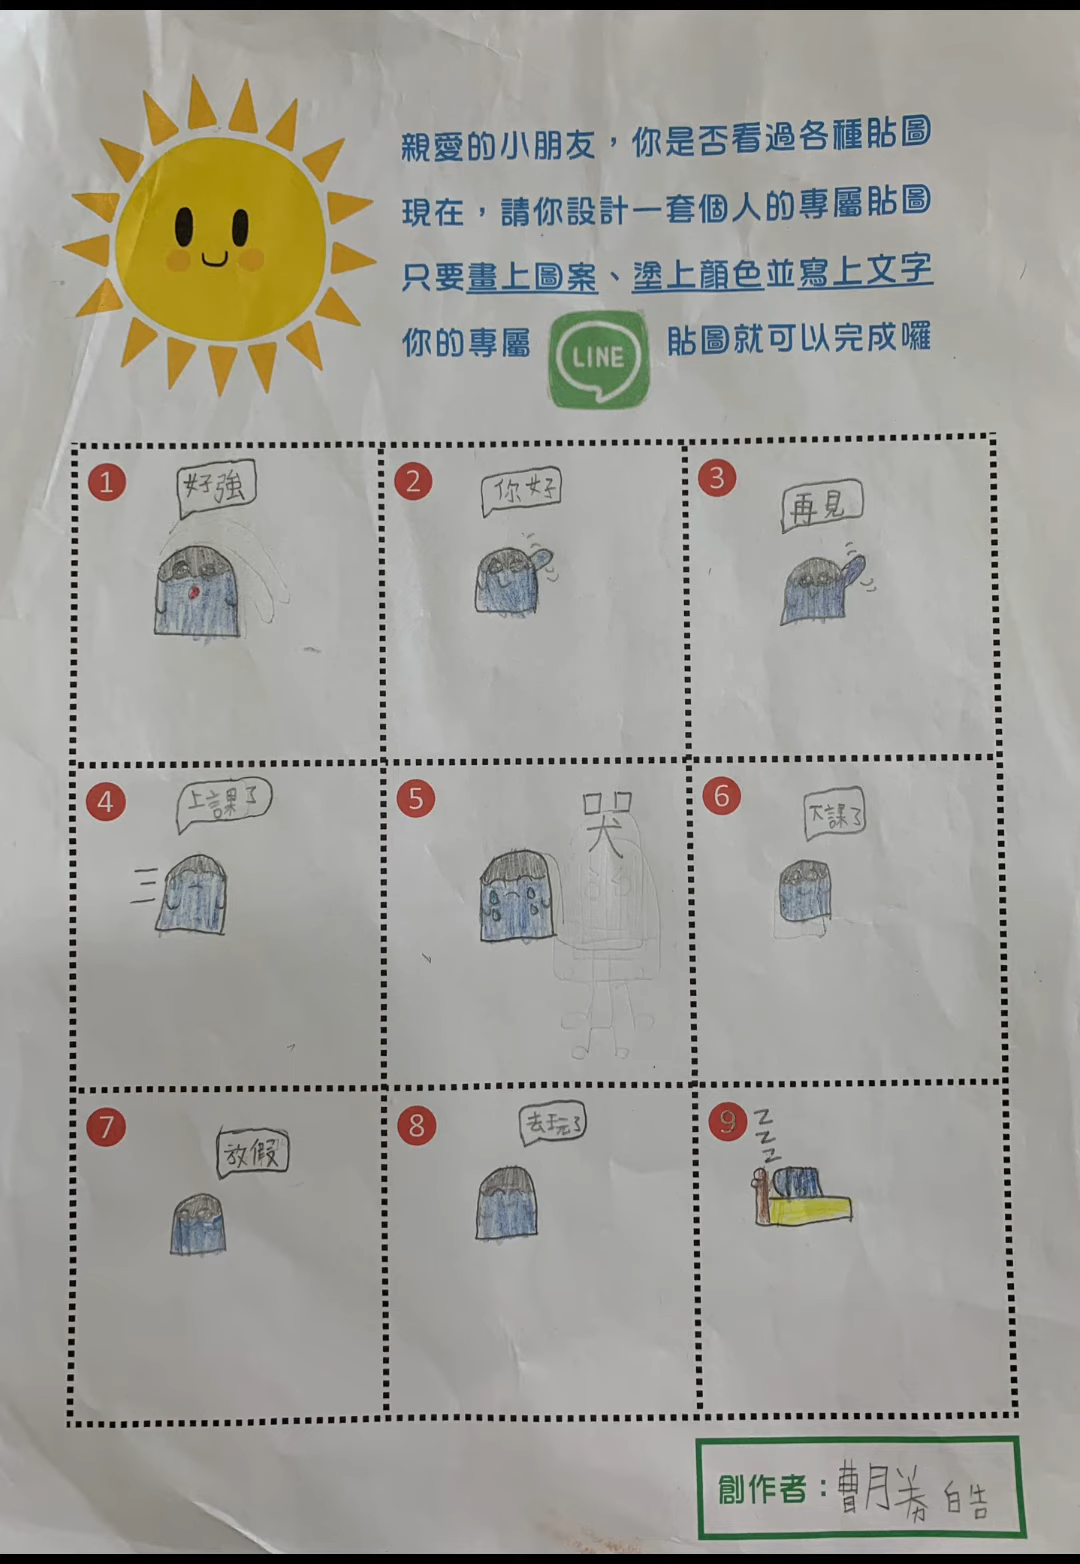 親愛的小朋友，你是否看過各種貼圖
現在，請你設計一套個人的專屬貼圖
只要畫上圖案、塗上顏色並寫上文字
你的專屬 LINE 貼圖就可以完成囉
1
好強
2
你好
3
再見
4
上課了
5
哭
6
下課了
7
放假
8
去玩了
9
Z
Z
Z
創作者：曹勝皓